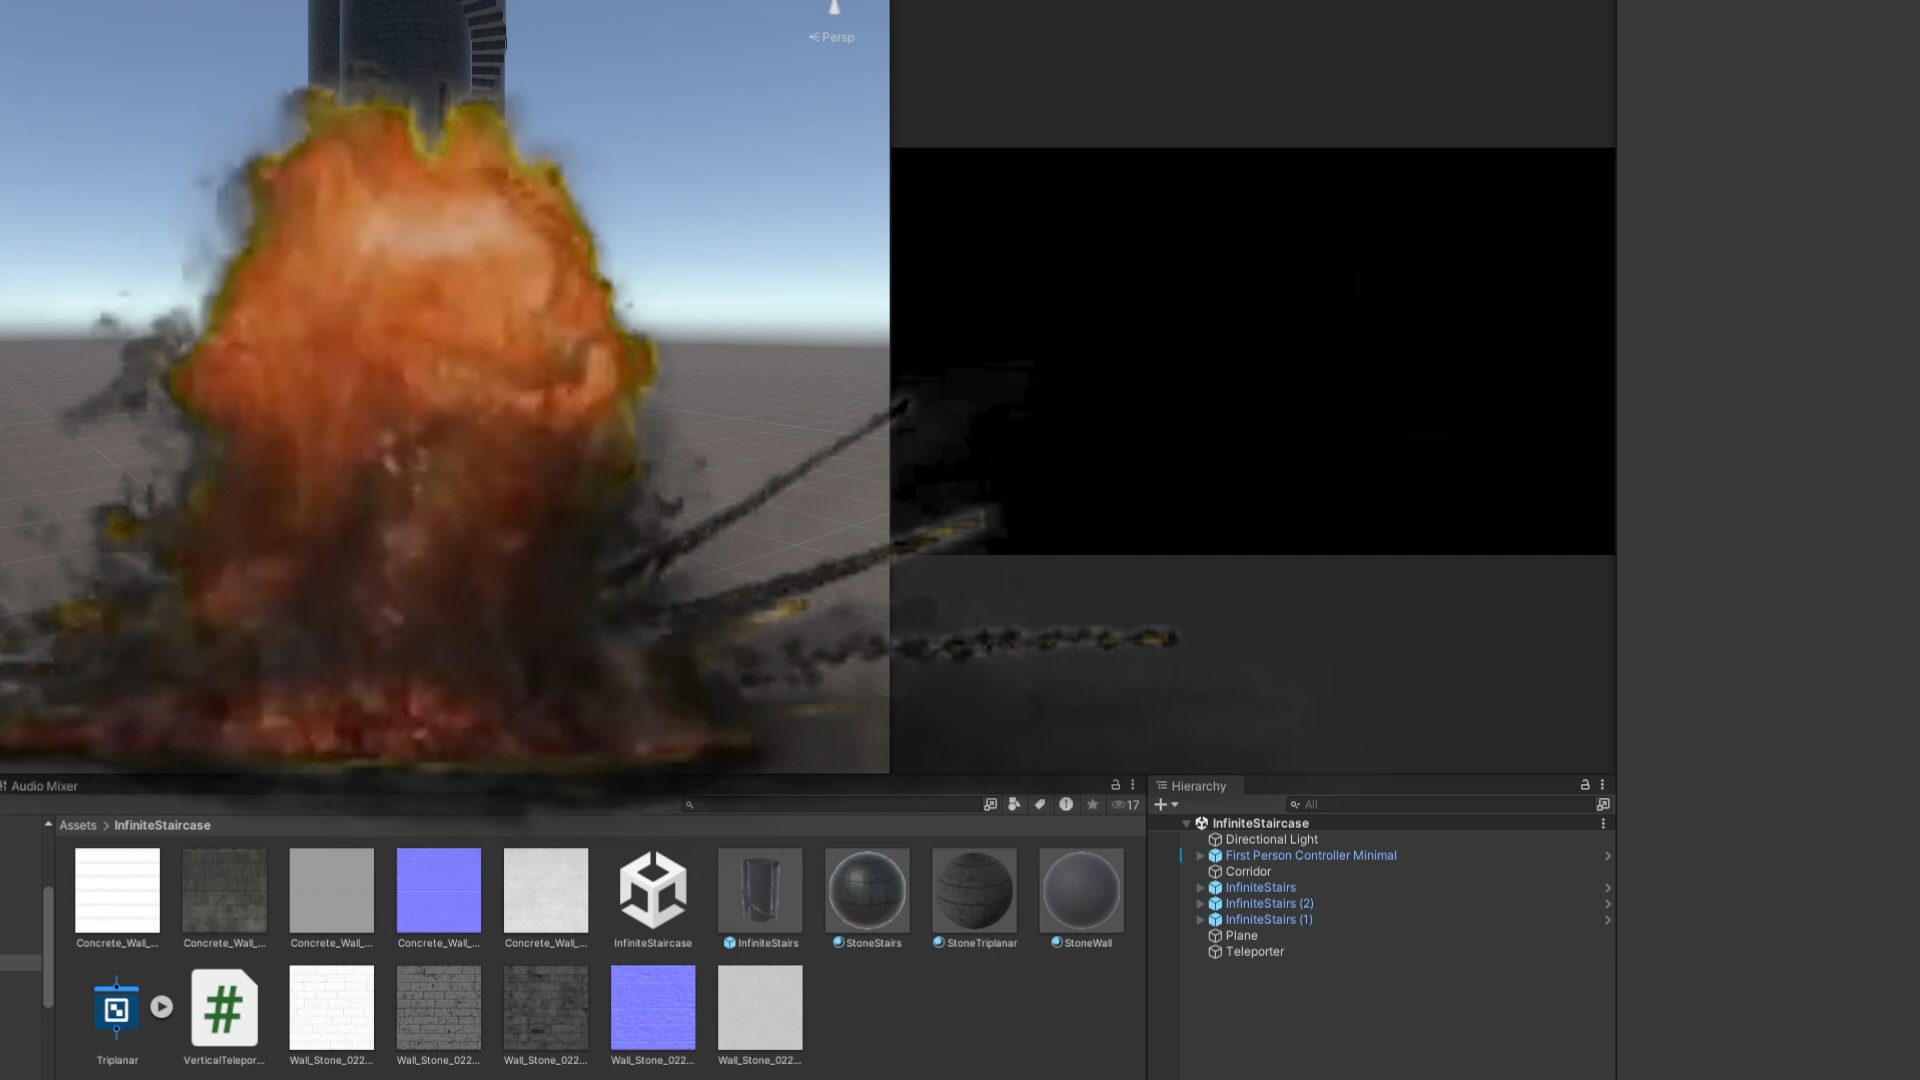 Persp
Audio Mixer
17
Assets > InfiniteStaircase
Concrete_Wall_...
Concrete_Wall_...
Concrete_Wall_...
Concrete_Wall_...
Concrete_Wall_...
InfiniteStaircase
InfiniteStairs
StoneStairs
StoneTriplanar
StoneWall
Triplanar
VerticalTelepor...
Wall_Stone_022...
Wall_Stone_022...
Wall_Stone_022...
Wall_Stone_022...
Wall_Stone_022...
Hierarchy
All
InfiniteStaircase
Directional Light
First Person Controller Minimal
Corridor
InfiniteStairs
InfiniteStairs (2)
InfiniteStairs (1)
Plane
Teleporter